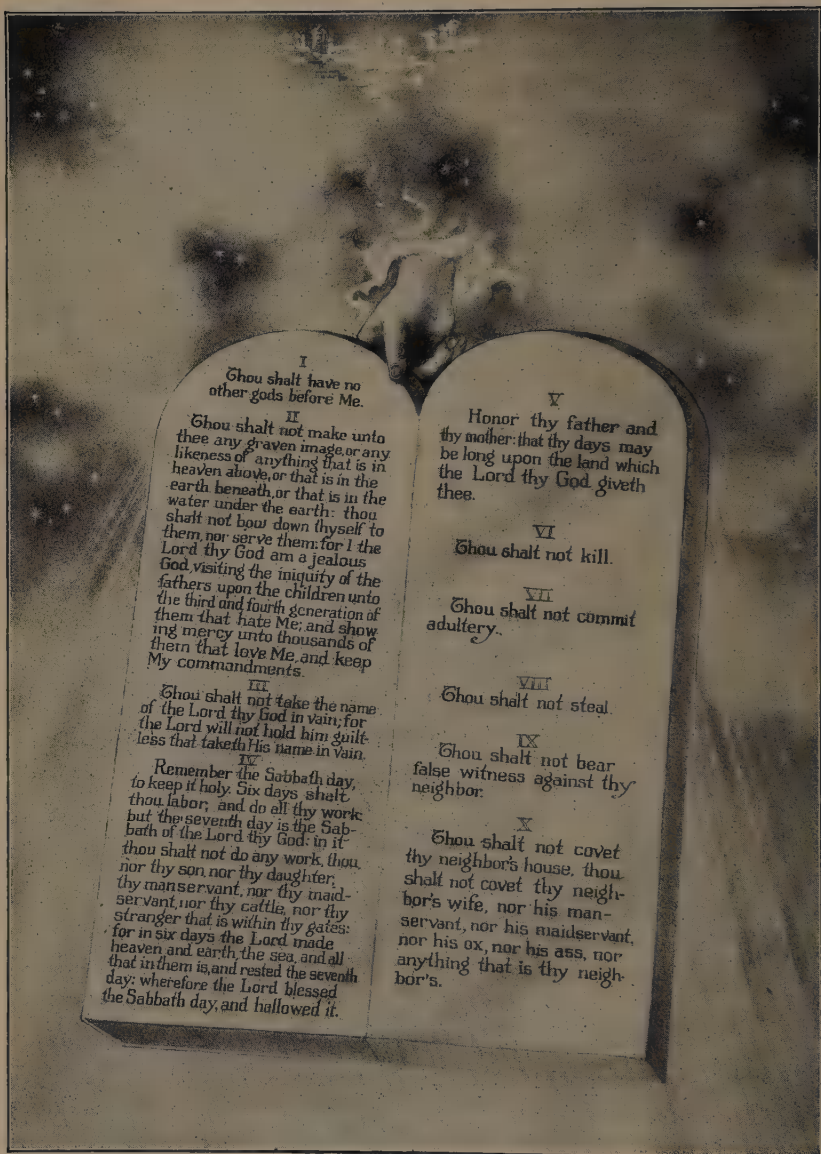 I
Thou shalt have no
other gods before Me.
II
Thou shalt not make unto
thee any graven image, or any
likeness of anything that is in
heaven above, or that is in the
earth beneath, or that is in the
water under the earth: thou
shalt not bow down thyself to
them, nor serve them: for I the
Lord thy God am a jealous
God, visiting the iniquity of the
fathers upon the children unto
the third and fourth generation of
them that hate Me; and show-
ing mercy unto thousands of
them that love Me, and keep
My commandments.
III
Thou shalt not take the name
of the Lord thy God in vain; for
the Lord will not hold him guilt-
less that taketh His name in vain.
IV
Remember the Sabbath day,
to keep it holy. Six days shalt
thou labor, and do all thy work:
but the seventh day is the Sab-
bath of the Lord thy God: in it
thou shalt not do any work, thou,
nor thy son, nor thy daughter,
thy manservant, nor thy maid-
servant, nor thy cattle, nor thy
stranger that is within thy gates:
for in six days the Lord made
heaven and earth, the sea, and all
that in them is, and rested the seventh
day: wherefore the Lord blessed
the Sabbath day, and hallowed it.
V
Honor thy father and
thy mother: that thy days may
be long upon the land which
the Lord thy God giveth
thee.
VI
Thou shalt not kill.
VII
Thou shalt not commit
adultery.
VIII
Thou shalt not steal.
IX
Thou shalt not bear
false witness against thy
neighbor.
X
Thou shalt not covet
thy neighbor's house, thou
shalt not covet thy neigh-
bor's wife, nor his man-
servant, nor his maidservant,
nor his ox, nor his ass, nor
anything that is thy neigh-
bor's.